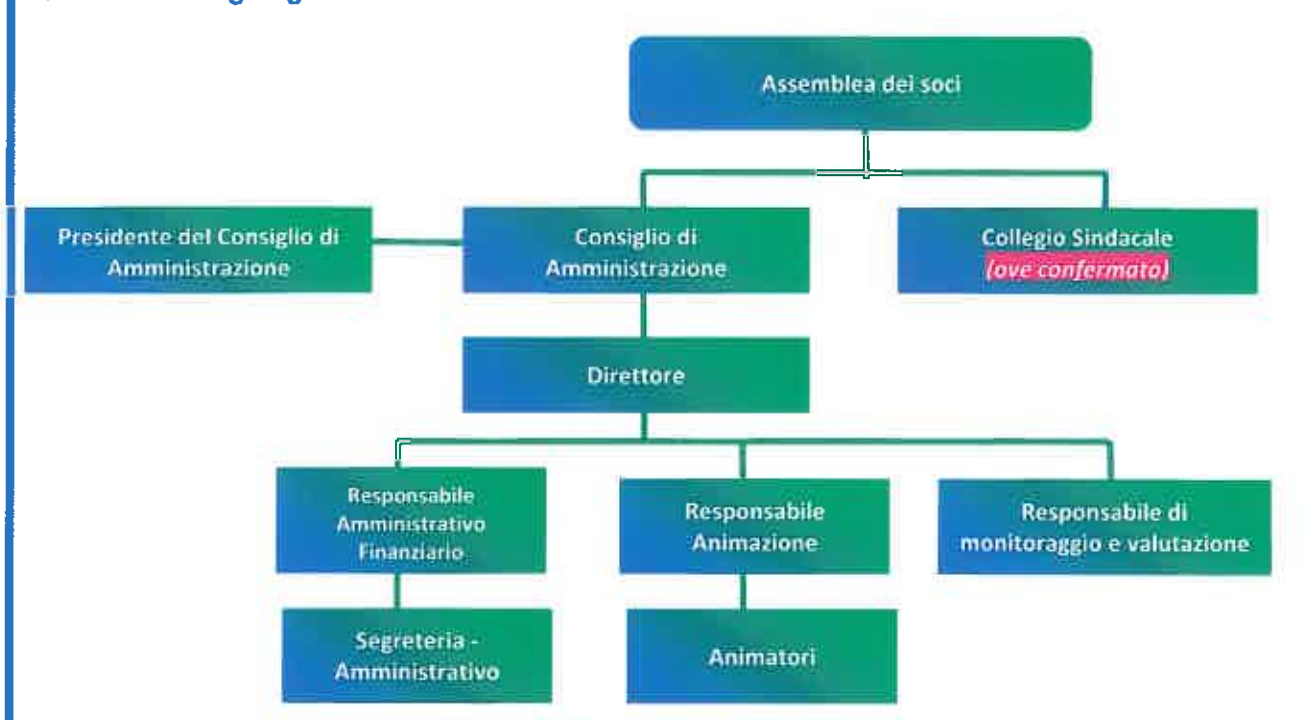 Assemblea dei soci
Presidente del Consiglio di
Amministrazione
Consiglio di
Amministrazione
Collegio Sindacale
(ove confermato)
Direttore
Responsabile
Amministrativo
Finanziario
Responsabile
Animazione
Responsabile di
monitoraggio e valutazione
Segreteria -
Amministrativo
Animatori